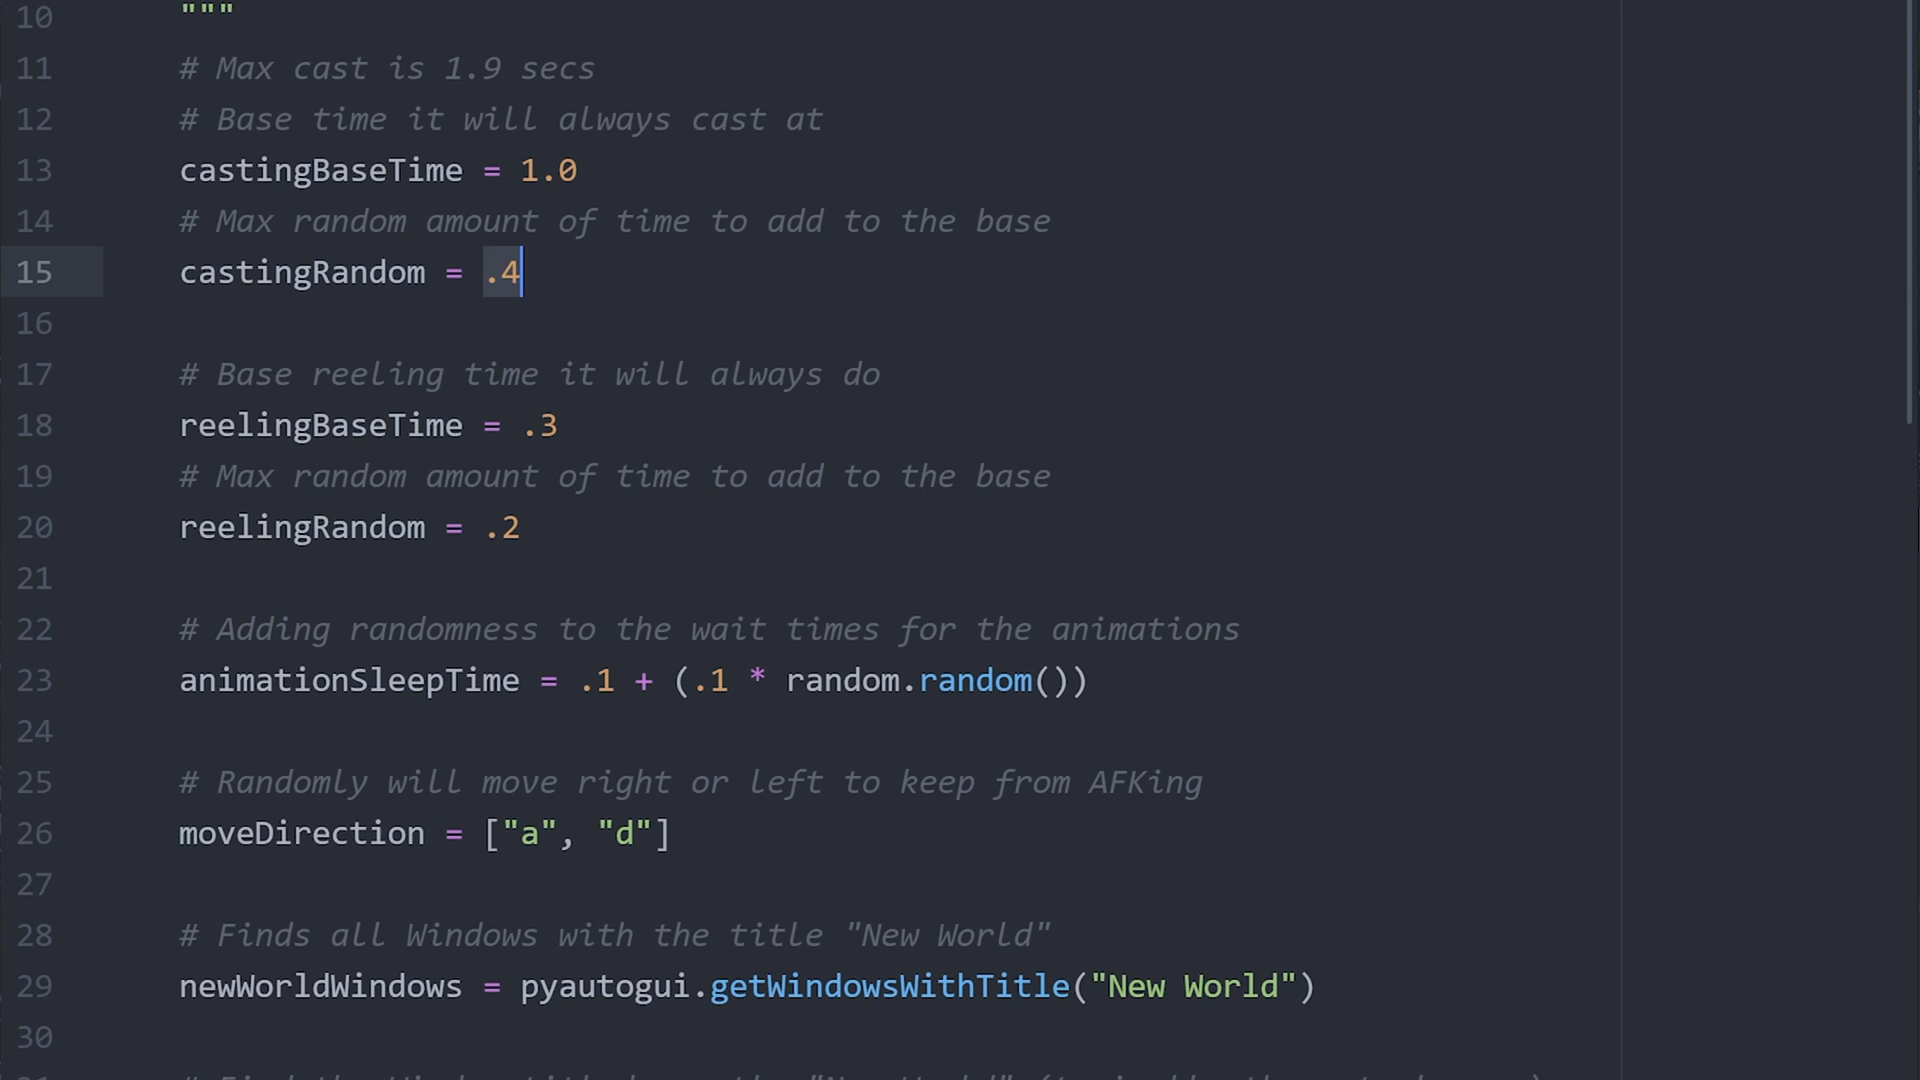 10 """
11 # Max cast is 1.9 secs
12 # Base time it will always cast at
13 castingBaseTime = 1.0
14 # Max random amount of time to add to the base
15 castingRandom = .4
16
17 # Base reeling time it will always do
18 reelingBaseTime = .3
19 # Max random amount of time to add to the base
20 reelingRandom = .2
21
22 # Adding randomness to the wait times for the animations
23 animationSleepTime = .1 + (.1 * random.random())
24
25 # Randomly will move right or left to keep from AFKing
26 moveDirection = ["a", "d"]
27
28 # Finds all Windows with the title "New World"
29 newWorldWindows = pyautogui.getWindowsWithTitle("New World")
30